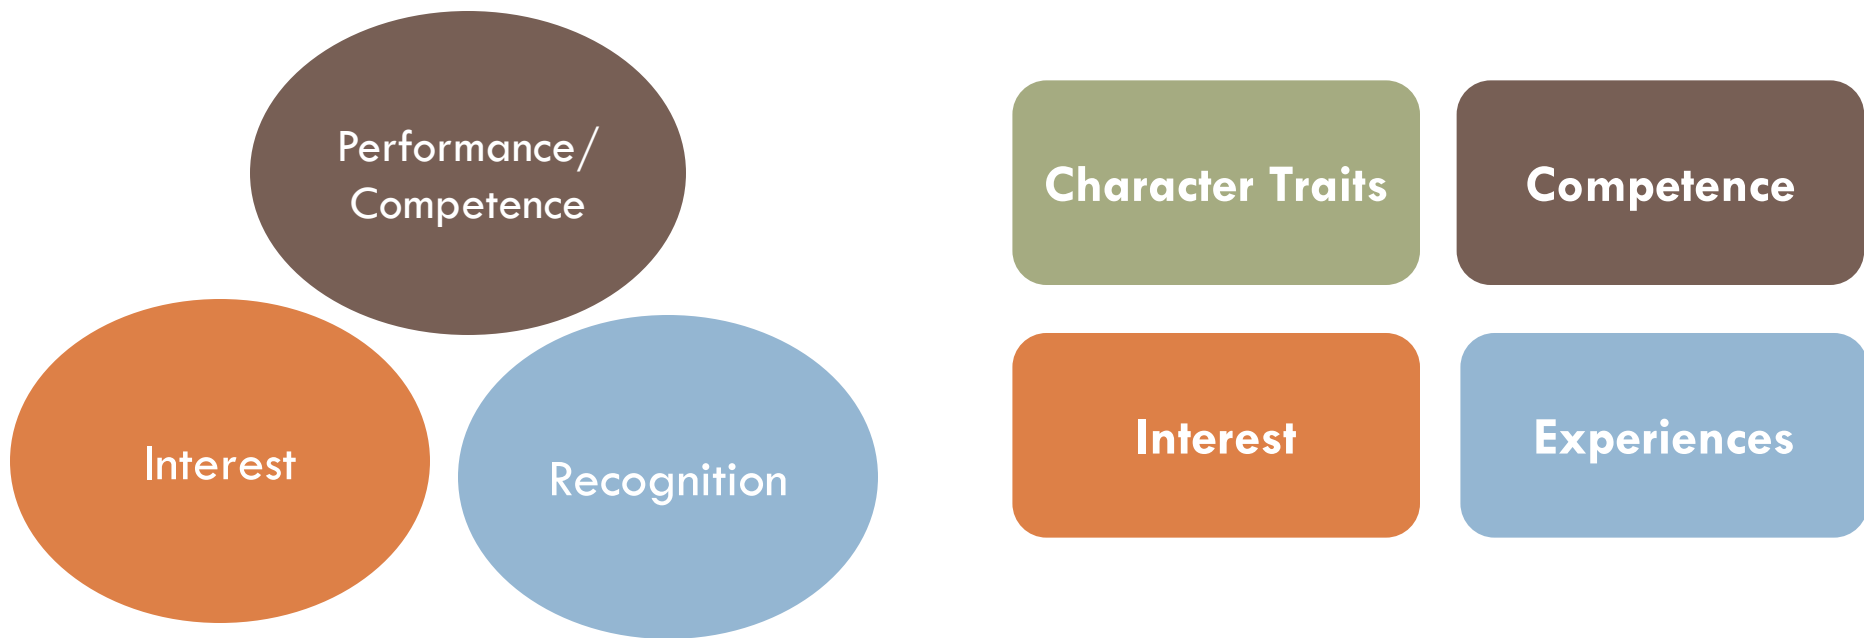 Performance/
Competence
Interest
Recognition
Character Traits
Competence
Interest
Experiences